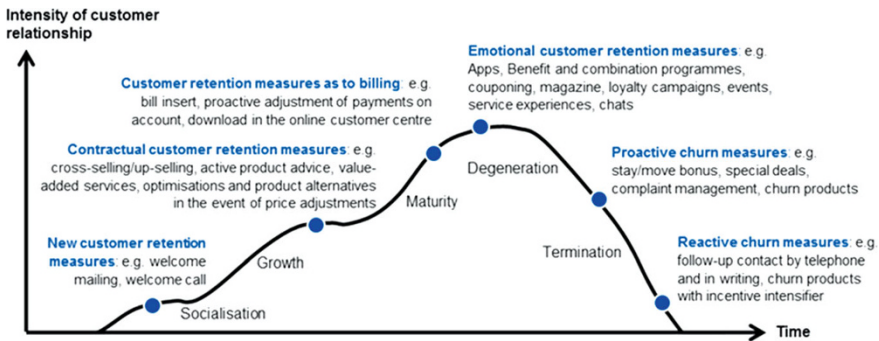 Intensity of customer
relationship
Emotional customer retention measures: e.g.
Apps, Benefit and combination programmes,
couponing, magazine, loyalty campaigns, events,
service experiences, chats
Customer retention measures as to billing: e.g.
bill insert, proactive adjustment of payments on
account, download in the online customer centre
Contractual customer retention measures: e.g.
cross-selling/up-selling, active product advice, value-
added services, optimisations and product alternatives
in the event of price adjustments
Degeneration
Proactive churn measures: e.g.
stay/move bonus, special deals,
complaint management, churn products
Maturity
New customer retention
measures: e.g. welcome
mailing, welcome call
Growth
Termination
Reactive churn measures: e.g.
follow-up contact by telephone
and in writing, churn products
with incentive intensifier
Socialisation
Time